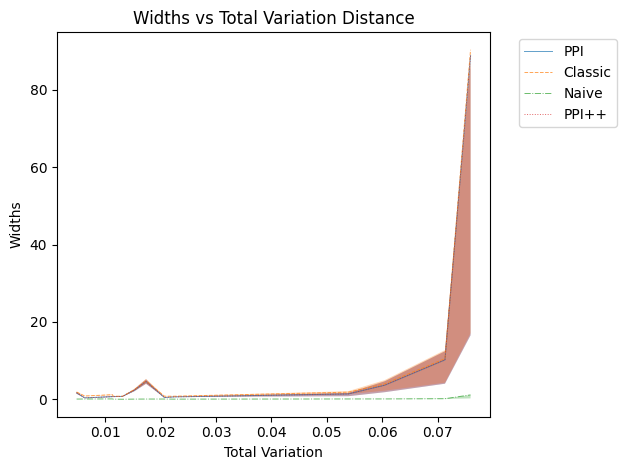 Widths vs Total Variation Distance
PPI
Classic
Naive
PPI++
80
60
40
20
0
Widths
0.01 0.02 0.03 0.04 0.05 0.06 0.07
Total Variation